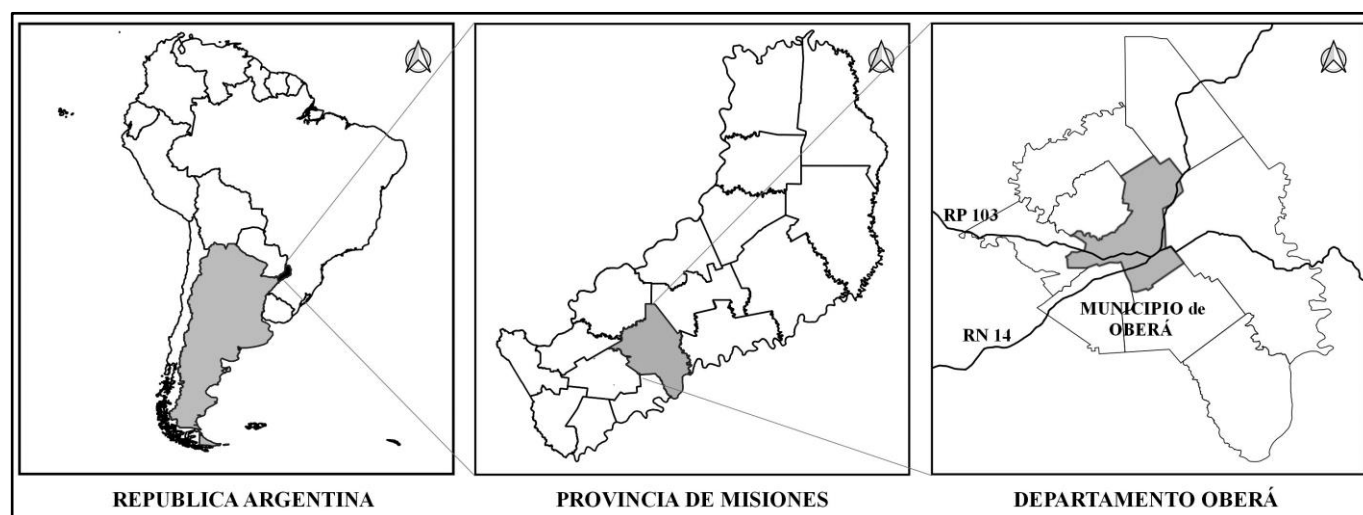 RP 103
MUNICIPIO de
OBERÁ
RN 14
REPUBLICA ARGENTINA
PROVINCIA DE MISIONES
DEPARTAMENTO OBERÁ